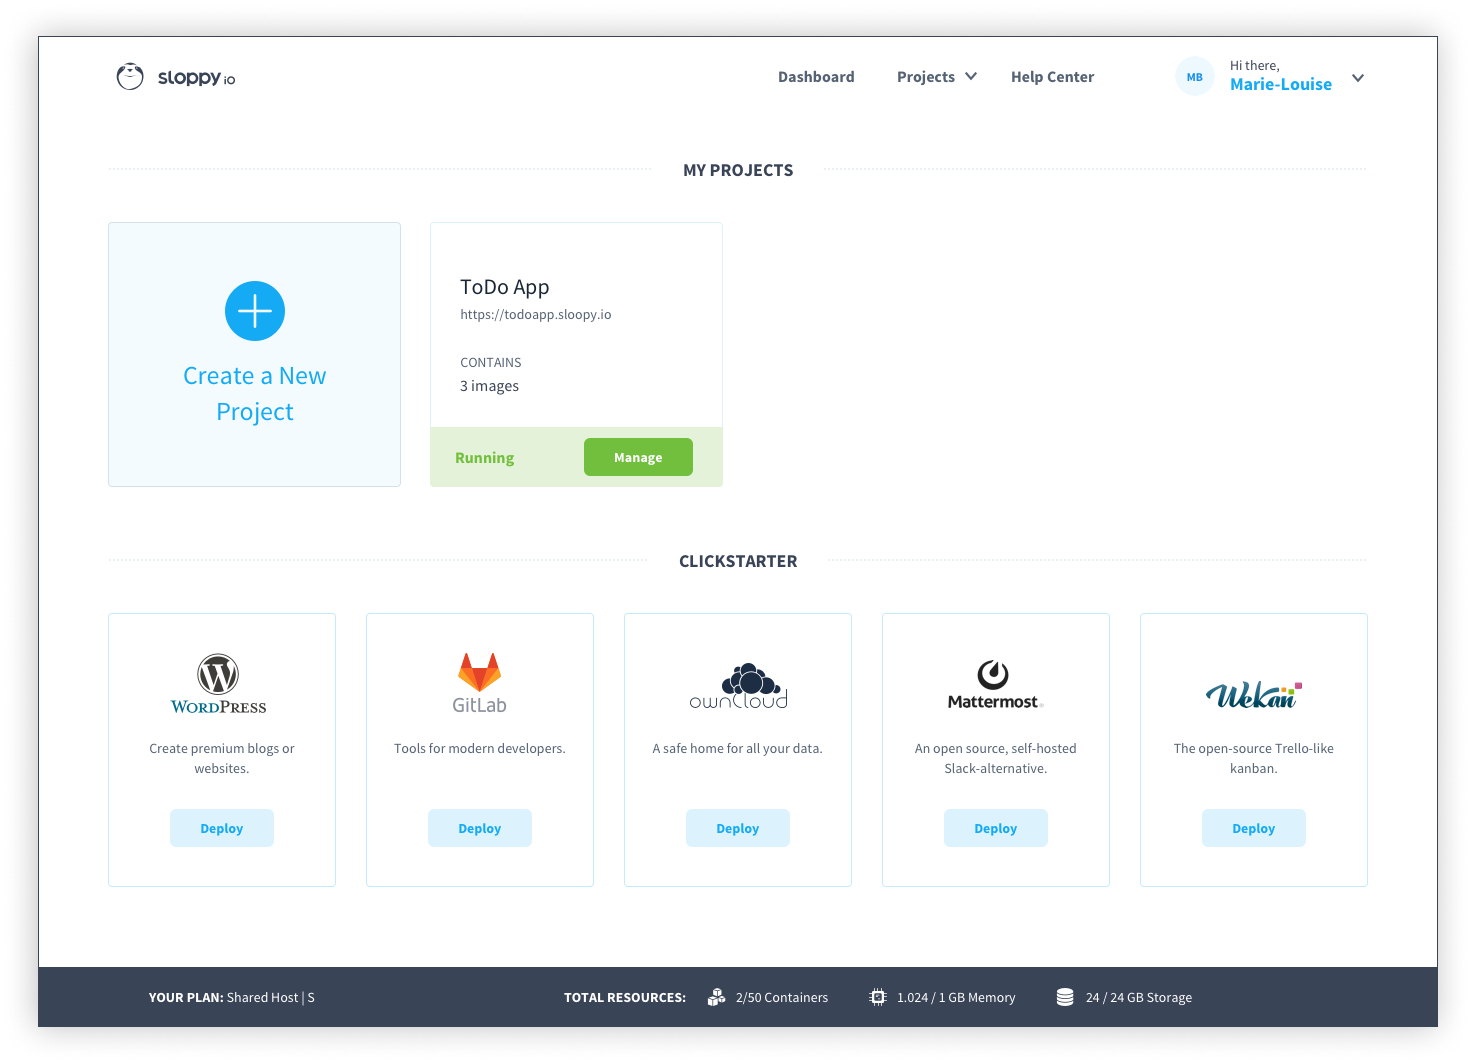 sloppy io
Dashboard
Projects
Help Center
MB
Hi there,
Marie-Louise
MY PROJECTS
Create a New
Project
ToDo App
https://todoapp.sloopy.io
CONTAINS
3 images
Running
Manage
CLICKSTARTER
WORDPRESS
Create premium blogs or
websites.
Deploy
GitLab
Tools for modern developers.
Deploy
ownCloud
A safe home for all your data.
Deploy
Mattermost
An open source, self-hosted
Slack-alternative.
Deploy
Wekan
The open-source Trello-like
kanban.
Deploy
YOUR PLAN: Shared Host | S
TOTAL RESOURCES:
2/50 Containers
1.024 / 1 GB Memory
24 / 24 GB Storage